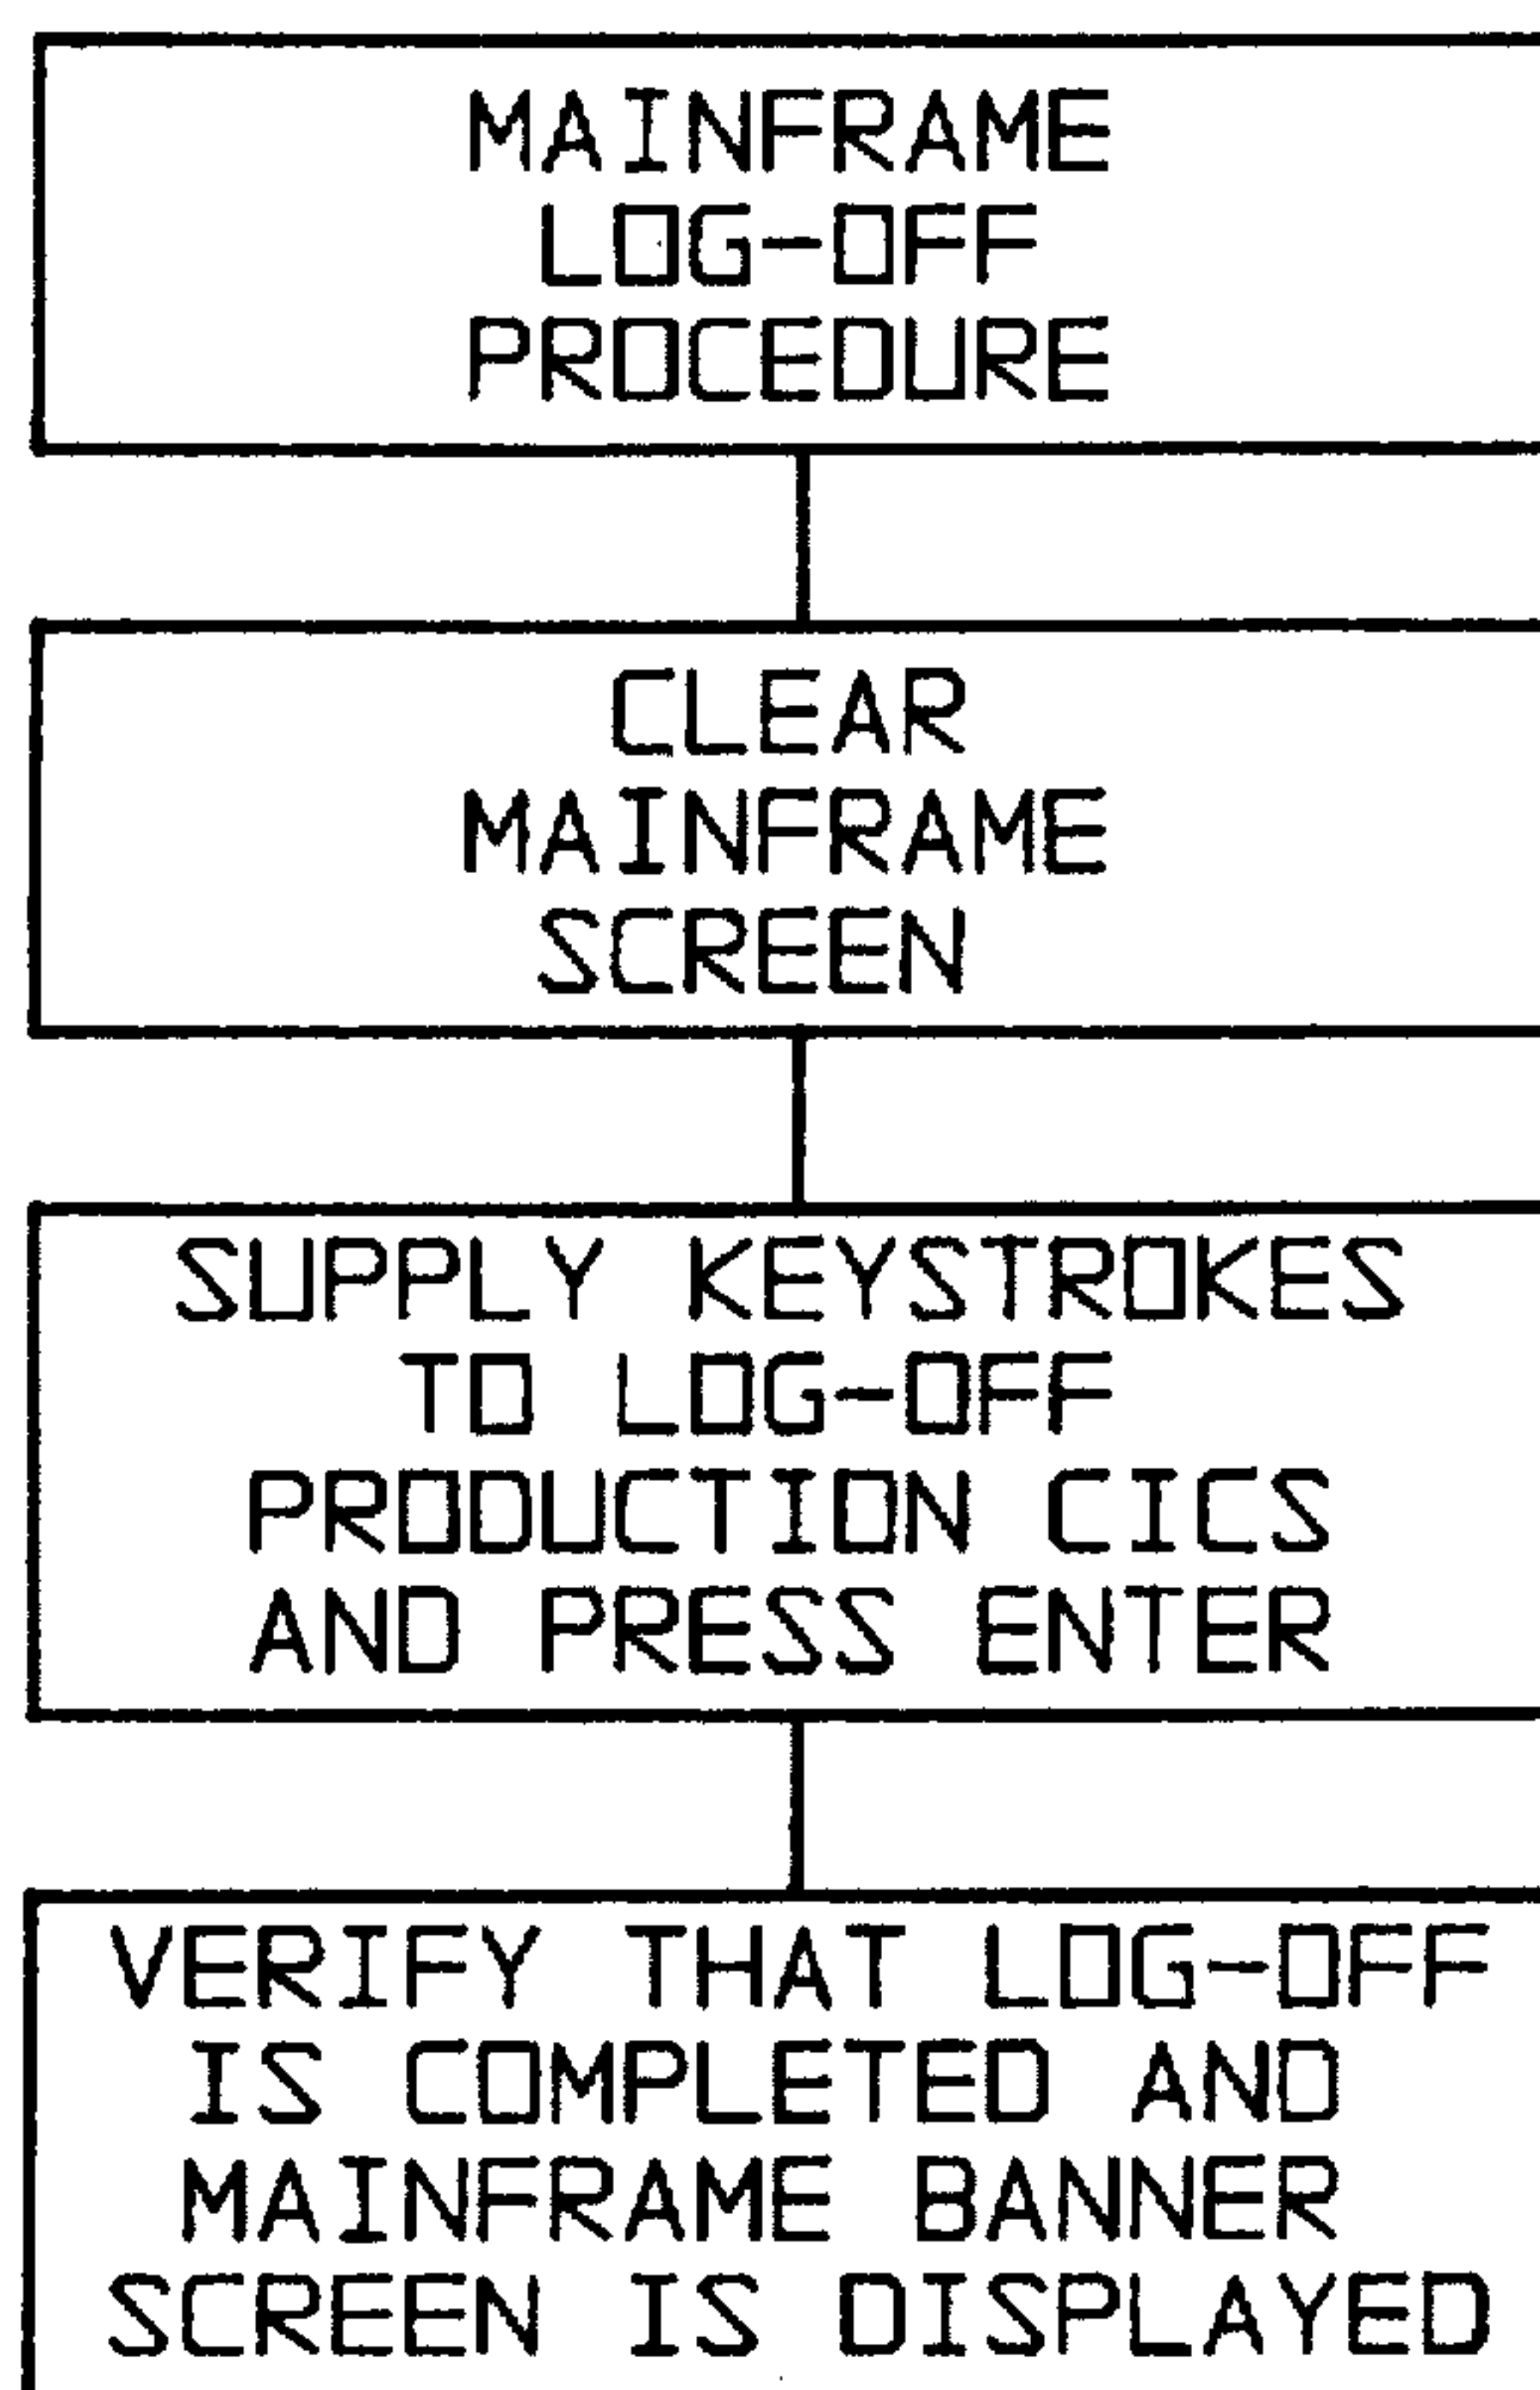 MAINFRAME
LOG-OFF
PROCEDURE
CLEAR
MAINFRAME
SCREEN
SUPPLY KEYSTROKES
TO LOG-OFF
PRODUCTION CICS
AND PRESS ENTER
VERIFY THAT LOG-OFF
IS COMPLETED AND
MAINFRAME BANNER
SCREEN IS DISPLAYED